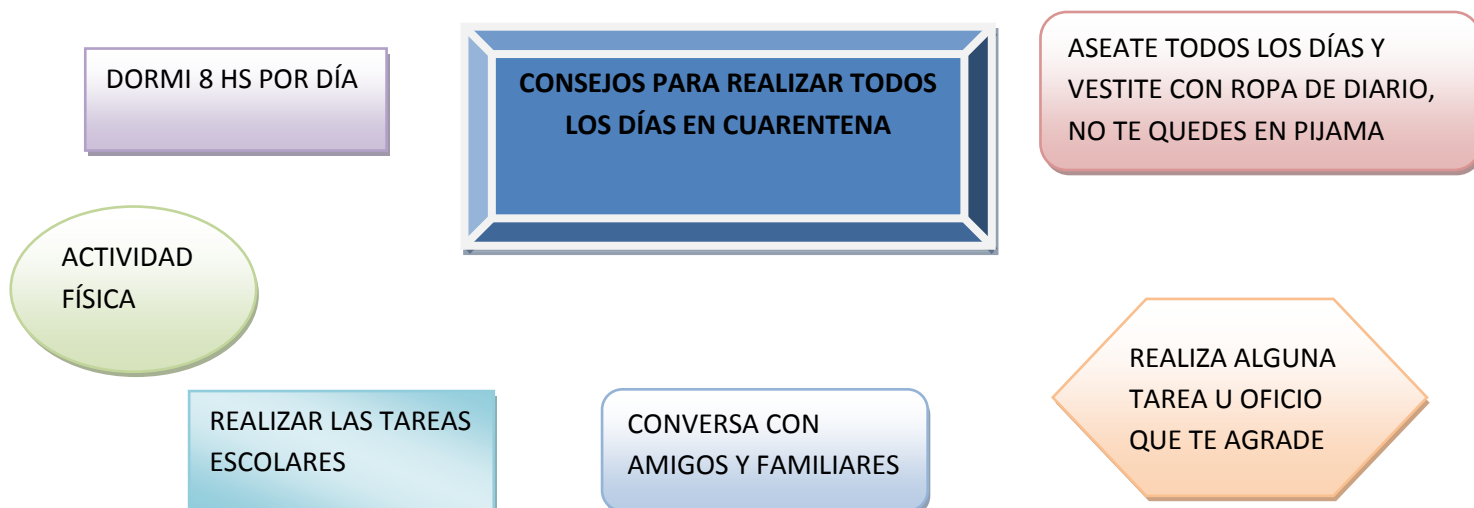 DORMI 8 HS POR DÍA
CONSEJOS PARA REALIZAR TODOS
LOS DÍAS EN CUARENTENA
ASEATE TODOS LOS DÍAS Y
VESTITE CON ROPA DE DIARIO,
NO TE QUEDES EN PIJAMA
ACTIVIDAD
FÍSICA
REALIZAR LAS TAREAS
ESCOLARES
CONVERSA CON
AMIGOS Y FAMILIARES
REALIZA ALGUNA
TAREA U OFICIO
QUE TE AGRADE